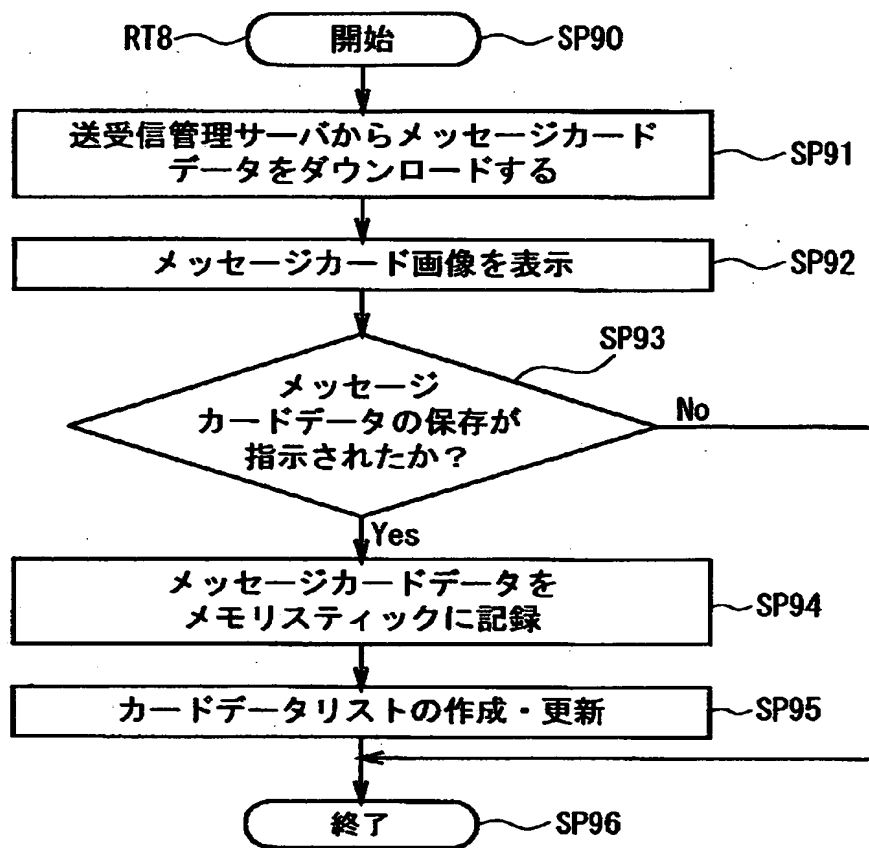 RT8
開始
SP90
送受信管理サーバからメッセージカード
データをダウンロードする
SP91
メッセージカード画像を表示
SP92
SP93
メッセージ
カードデータの保存が
指示されたか？
No
Yes
メッセージカードデータを
メモリスティックに記録
SP94
カードデータリストの作成・更新
SP95
終了
SP96